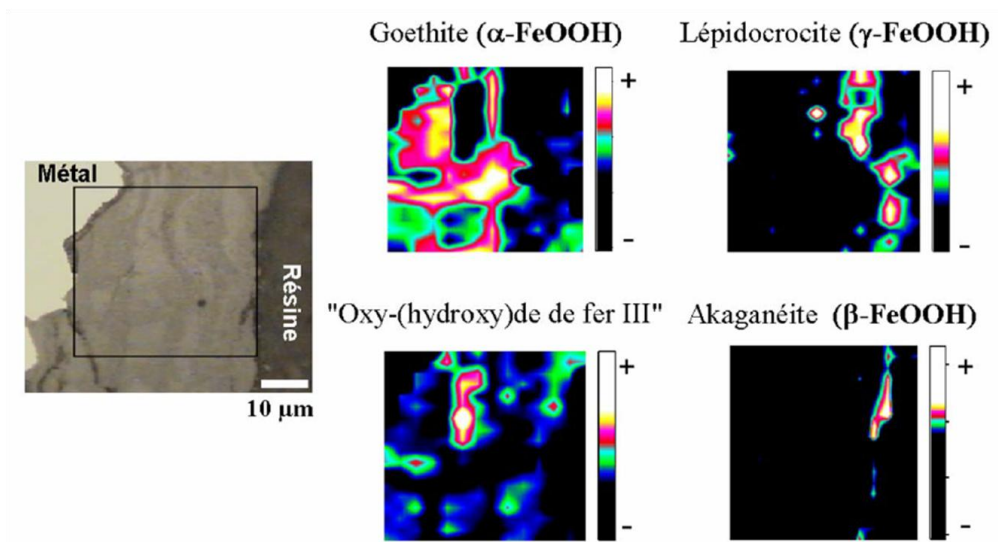 Goethite (α-FeOOH)
Lépidocrocite (γ-FeOOH)
+
-
+
-
Métal
Résine
10 µm
"Oxy-(hydroxy)de de fer III"
Akaganéite (β-FeOOH)
+
-
+
-